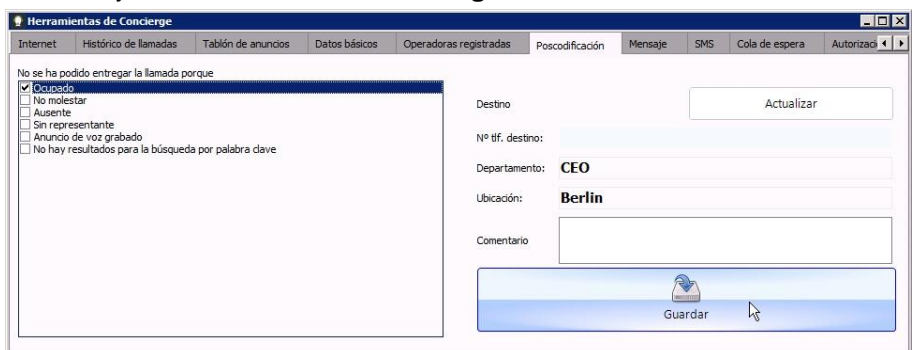 Herramientas de Concierge
Internet Histórico de llamadas Tablón de anuncios Datos básicos Operadoras registradas Poscodificación Mensaje SMS Cola de espera Autorizaci
No se ha podido entregar la llamada porque
Ocupado
No molestar
Ausente
Sin representante
Anuncio de voz grabado
No hay resultados para la búsqueda por palabra clave
Destino Actualizar
Nº tlf. destino:
Departamento: CEO
Ubicación: Berlin
Comentario
Guardar